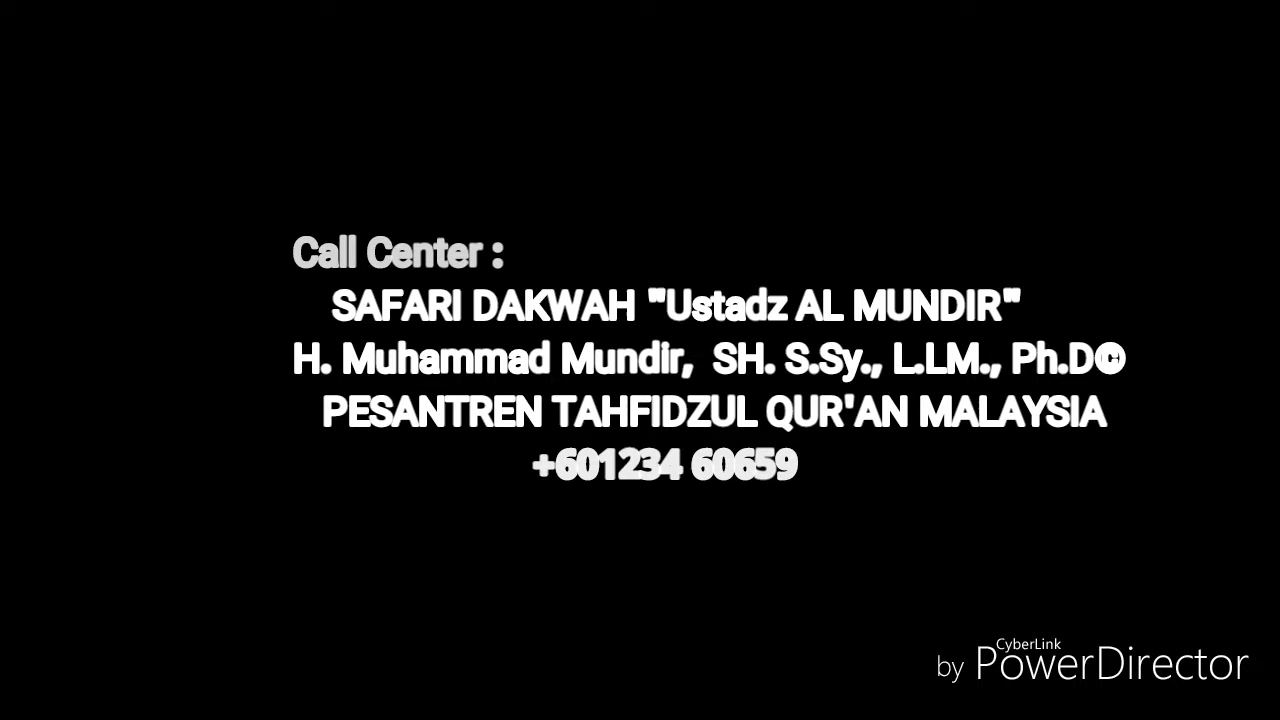 Call Center :
SAFARI DAKWAH "Ustadz AL MUNDIR"
H. Muhammad Mundir, SH. S.Sy., L.LM., Ph.D©
PESANTREN TAHFIDZUL QUR'AN MALAYSIA
+601234 60659
CyberLink
by PowerDirector